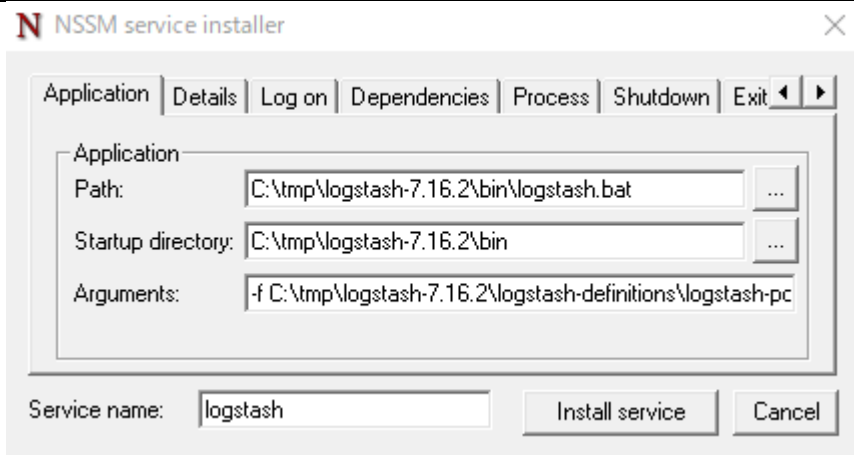 N NSSM service installer
Application Details Log on Dependencies Process Shutdown Exit
Application
Path: C:\tmp\logstash-7.16.2\bin\logstash.bat ...
Startup directory: C:\tmp\logstash-7.16.2\bin ...
Arguments: -f C:\tmp\logstash-7.16.2\logstash-definitions\logstash-pc
Service name: logstash Install service Cancel